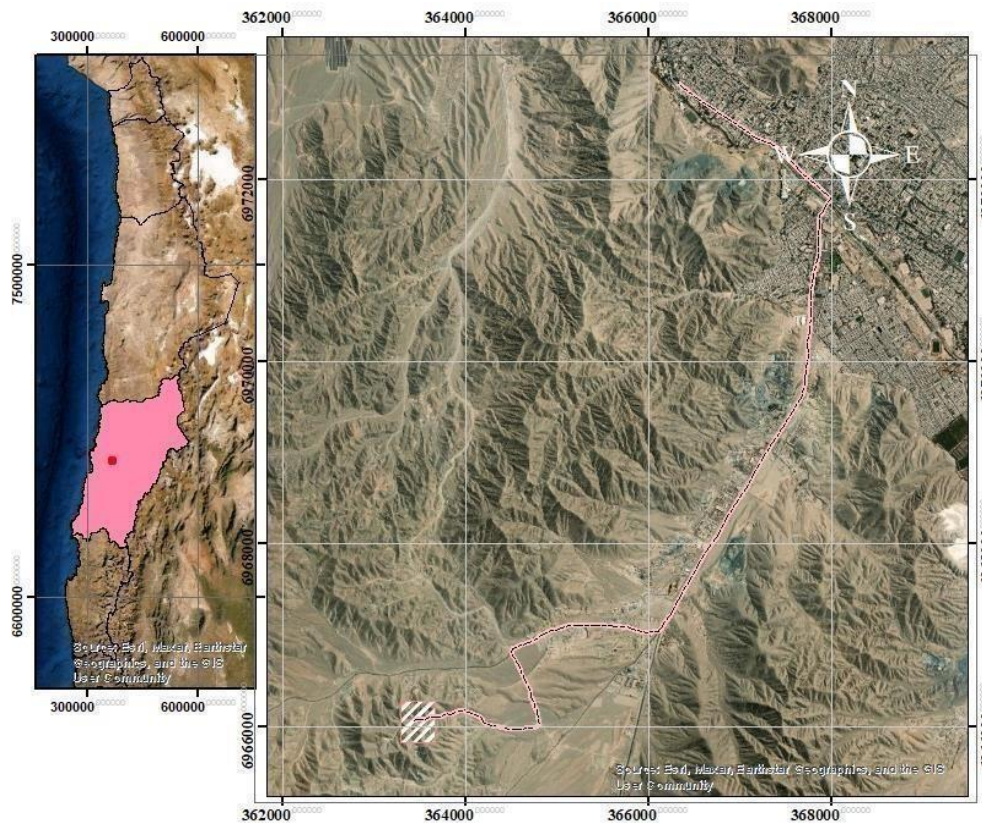 362000 364000 366000 368000
300000 600000
N
W E
S
6972000
7500000
6970000
6968000
6600000
Source: Esri, Maxar, Earthstar
Geographics, and the GIS
User Community
300000 600000
6966000
Source: Esri, Maxar, Earthstar Geographics, and the GIS
User Community
362000 364000 366000 368000